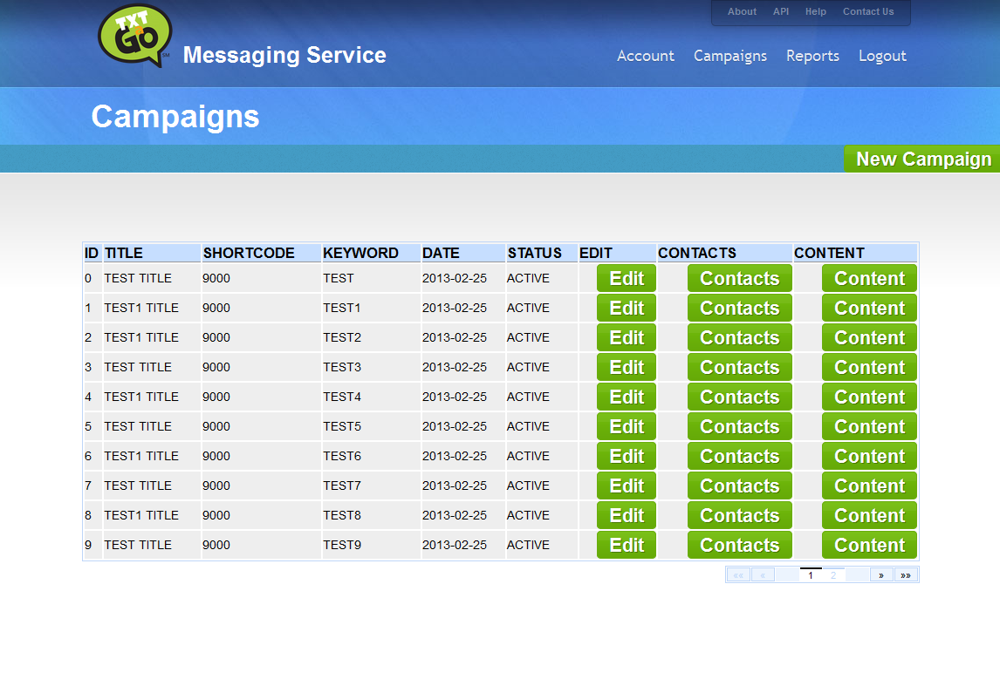 About API Help Contact Us
TXT
GO
SM
Messaging Service
Account Campaigns Reports Logout
Campaigns
New Campaign
ID TITLE SHORTCODE KEYWORD DATE STATUS EDIT CONTACTS CONTENT
0 TEST TITLE 9000 TEST 2013-02-25 ACTIVE Edit Contacts Content
1 TEST1 TITLE 9000 TEST1 2013-02-25 ACTIVE Edit Contacts Content
2 TEST1 TITLE 9000 TEST2 2013-02-25 ACTIVE Edit Contacts Content
3 TEST TITLE 9000 TEST3 2013-02-25 ACTIVE Edit Contacts Content
4 TEST1 TITLE 9000 TEST4 2013-02-25 ACTIVE Edit Contacts Content
5 TEST TITLE 9000 TEST5 2013-02-25 ACTIVE Edit Contacts Content
6 TEST1 TITLE 9000 TEST6 2013-02-25 ACTIVE Edit Contacts Content
7 TEST TITLE 9000 TEST7 2013-02-25 ACTIVE Edit Contacts Content
8 TEST1 TITLE 9000 TEST8 2013-02-25 ACTIVE Edit Contacts Content
9 TEST TITLE 9000 TEST9 2013-02-25 ACTIVE Edit Contacts Content
«« « 1 2 » »»